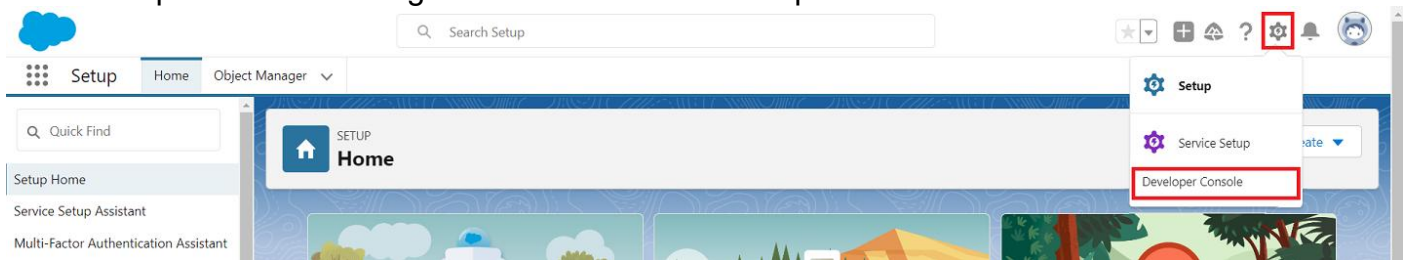 Search Setup
Setup Home Object Manager
Setup
Quick Find
SETUP
Home
Service Setup
Developer Console
Setup Home
Service Setup Assistant
Multi-Factor Authentication Assistant